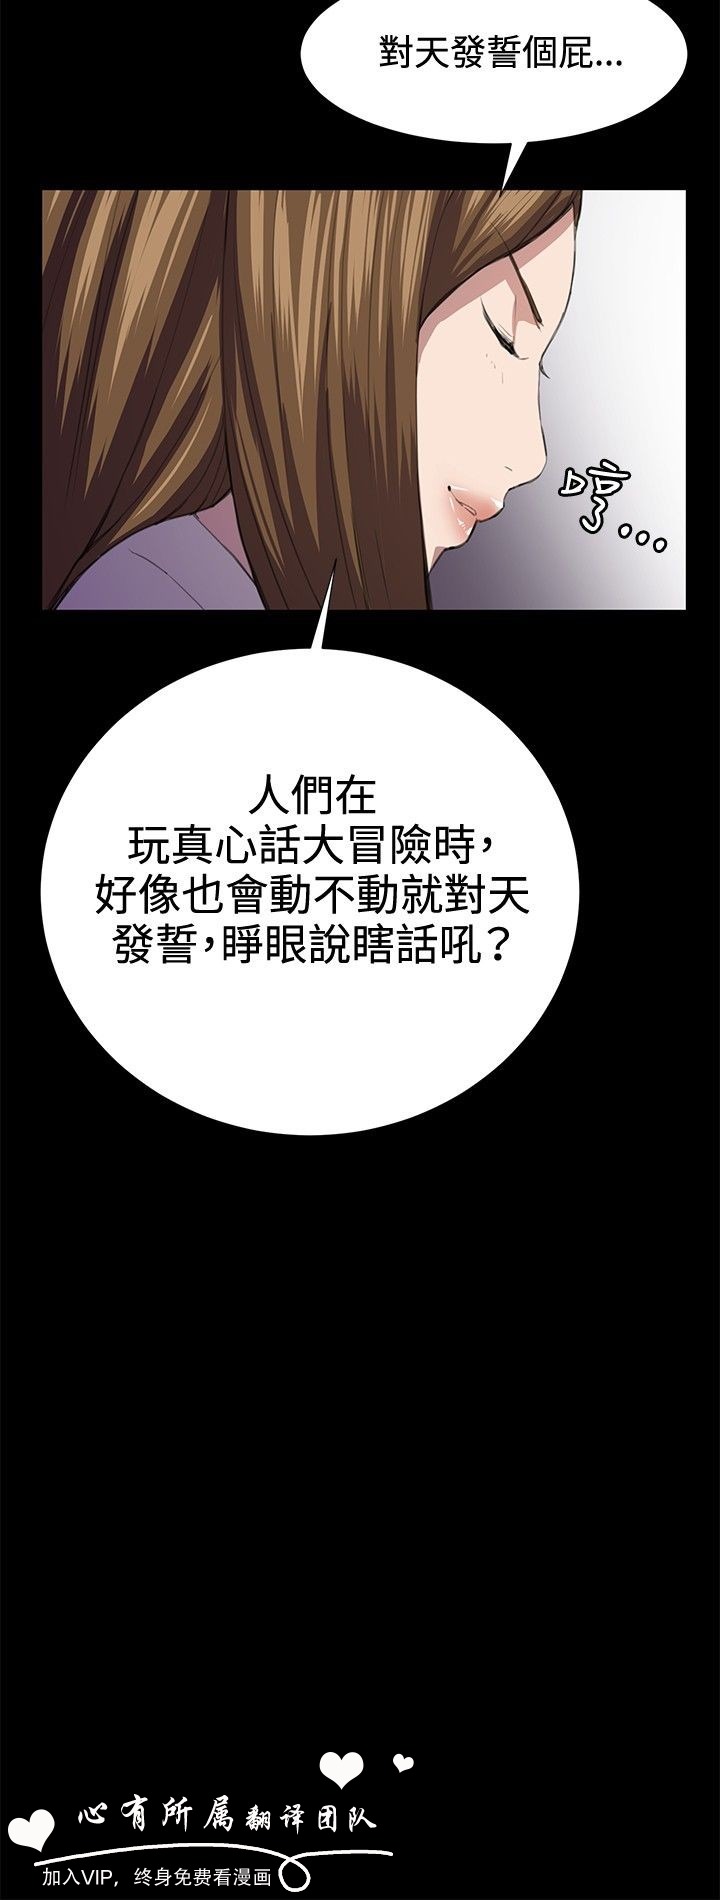 對天發誓個屁...
哼...
人們在
玩真心話大冒險時,
好像也會動不動就對天
發誓,睜眼說瞎話吼?
心有所属翻译团队
加入VIP，终身免费看漫画